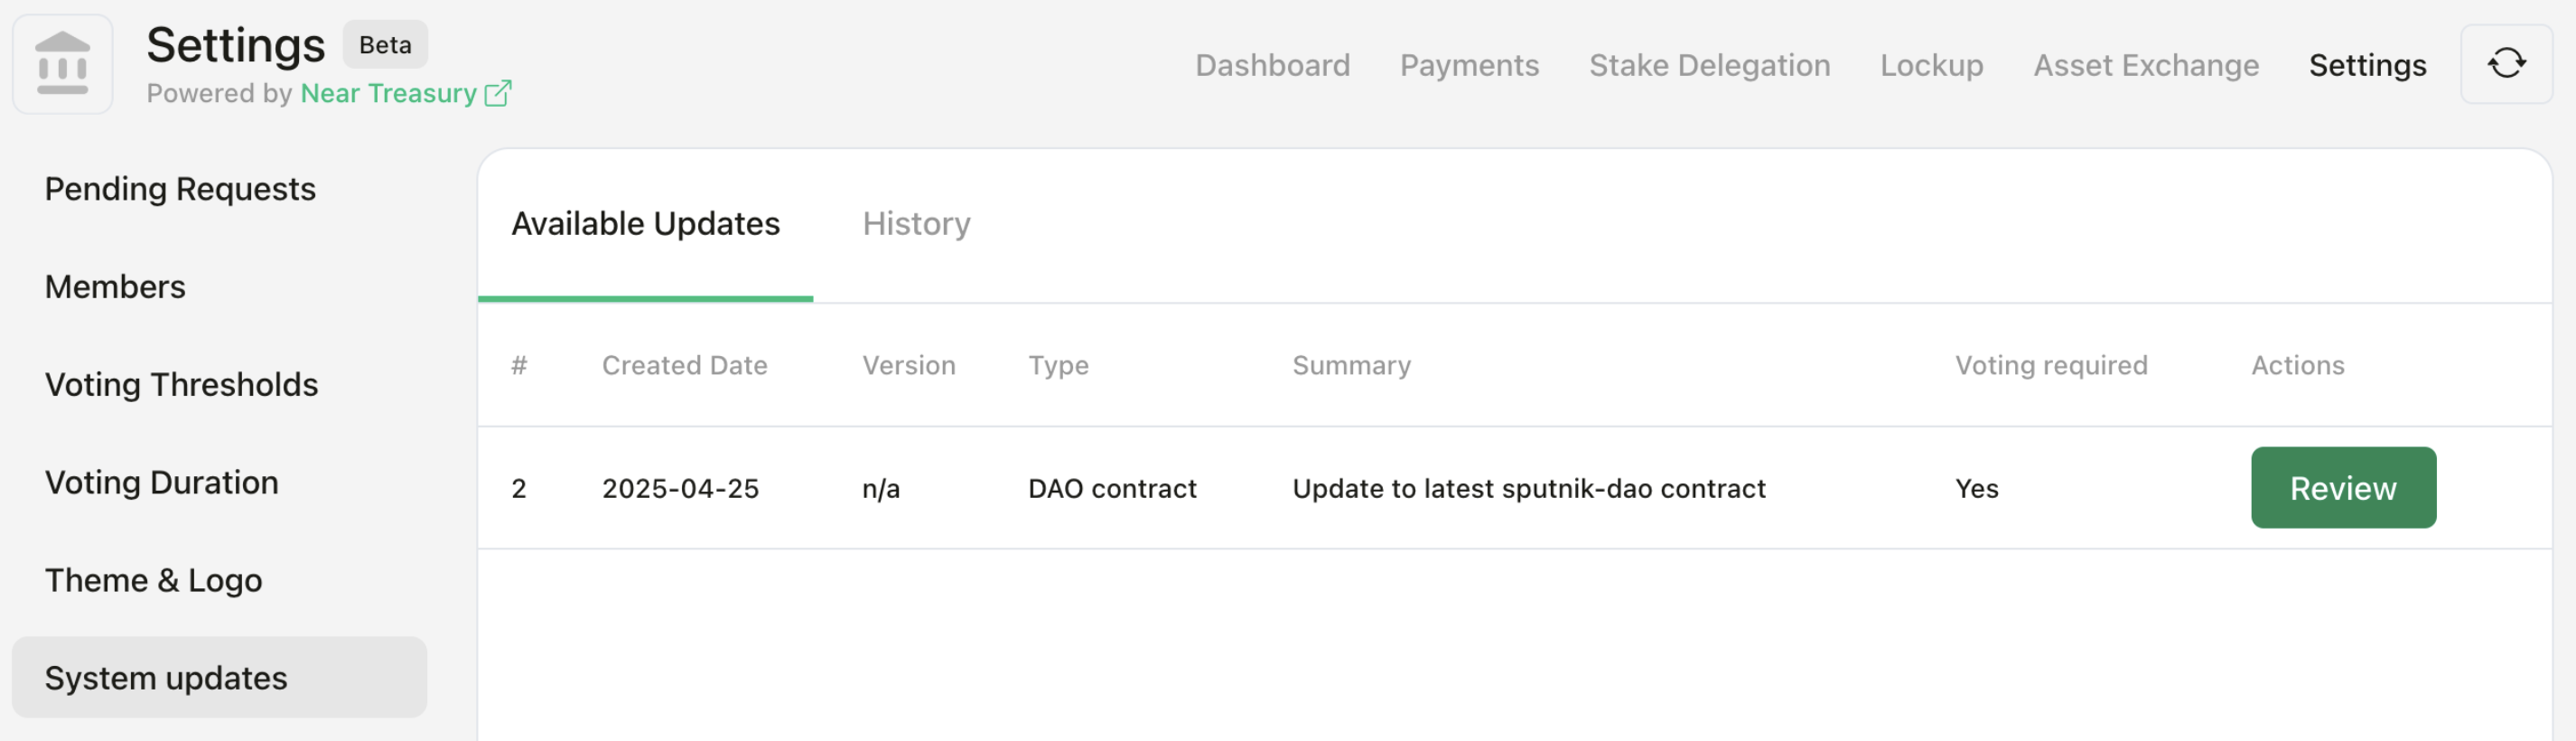 Settings Beta
Powered by Near Treasury
Dashboard Payments Stake Delegation Lockup Asset Exchange Settings
Pending Requests
Members
Voting Thresholds
Voting Duration
Theme & Logo
System updates
Available Updates History
# Created Date Version Type Summary Voting required Actions
2 2025-04-25 n/a DAO contract Update to latest sputnik-dao contract Yes Review